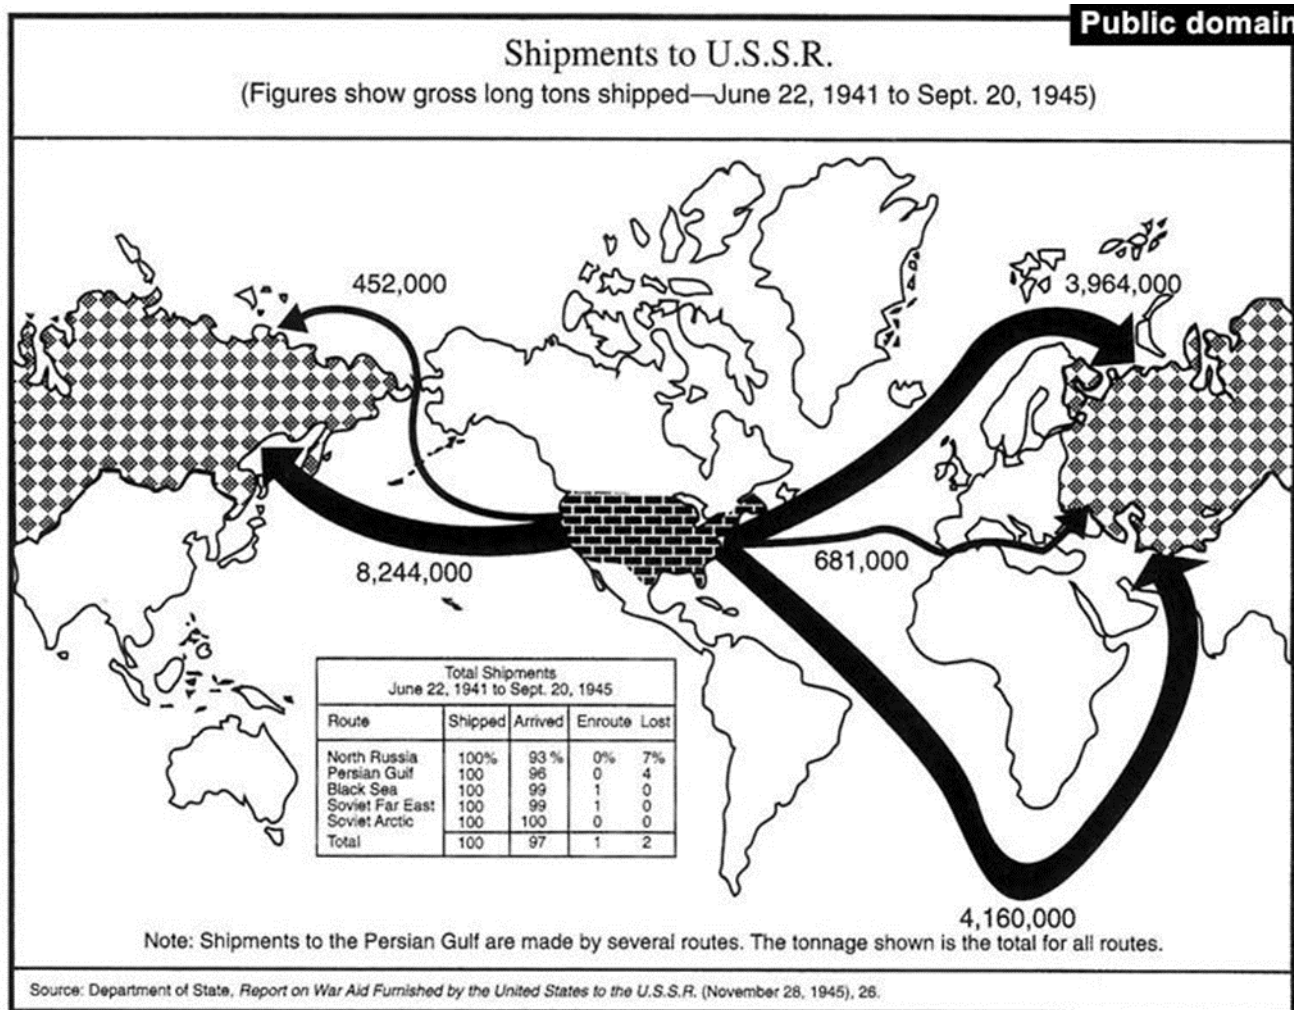 Public domain
Shipments to U.S.S.R.
(Figures show gross long tons shipped—June 22, 1941 to Sept. 20, 1945)
452,000
3,964,000
8,244,000
681,000
Total Shipments
June 22, 1941 to Sept. 20, 1945
Route Shipped Arrived Enroute Lost
North Russia 100% 93% 0% 7%
Persian Gulf 100 96 0 4
Black Sea 100 99 1 0
Soviet Far East 100 99 1 0
Soviet Arctic 100 100 0 0
Total 100 97 1 2
4,160,000
Note: Shipments to the Persian Gulf are made by several routes. The tonnage shown is the total for all routes.
Source: Department of State, Report on War Aid Furnished by the United States to the U.S.S.R. (November 28, 1945), 26.